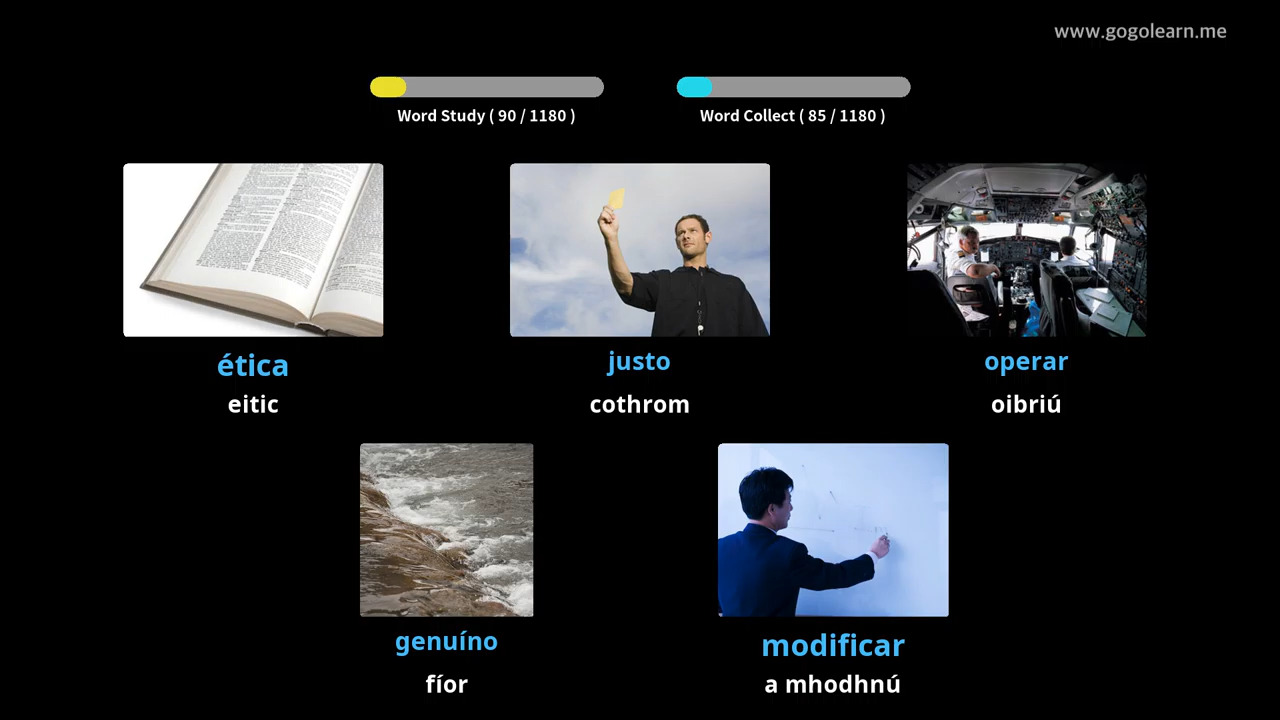 www.gogolearn.me
Word Study ( 90 / 1180 )
Word Collect ( 85 / 1180 )
ética
justo
operar
eitic
cothrom
oibriú
genuíno
modificar
fíor
a mhodhnú